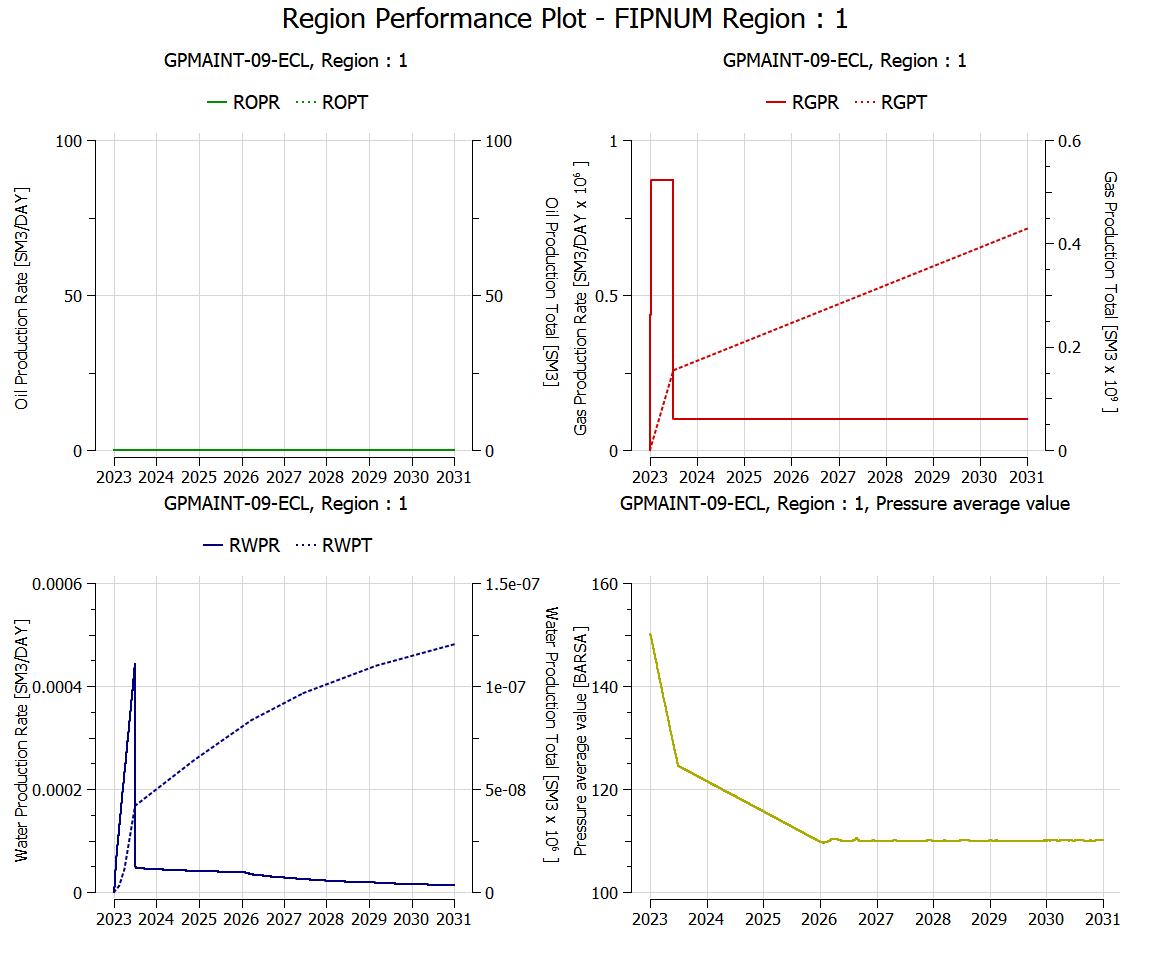 Region Performance Plot - FIPNUM Region : 1
GPMAINT-09-ECL, Region : 1
ROPR ROPT
Oil Production Rate [SM3/DAY]
100
50
0
100
50
0
Oil Production Total [SM3]
2023 2024 2025 2026 2027 2028 2029 2030 2031
GPMAINT-09-ECL, Region : 1
RGPR RGPT
Gas Production Rate [SM3/DAY x 10⁶ ]
1
0.5
0
0.6
0.4
0.2
0
Gas Production Total [SM3 x 10⁹ ]
2023 2024 2025 2026 2027 2028 2029 2030 2031
GPMAINT-09-ECL, Region : 1
RWPR RWPT
Water Production Rate [SM3/DAY]
0.0006
0.0004
0.0002
0
1.5e-07
1e-07
5e-08
0
Water Production Total [SM3 x 10⁶ ]
2023 2024 2025 2026 2027 2028 2029 2030 2031
GPMAINT-09-ECL, Region : 1, Pressure average value
Pressure average value [BARSA]
160
140
120
100
2023 2024 2025 2026 2027 2028 2029 2030 2031